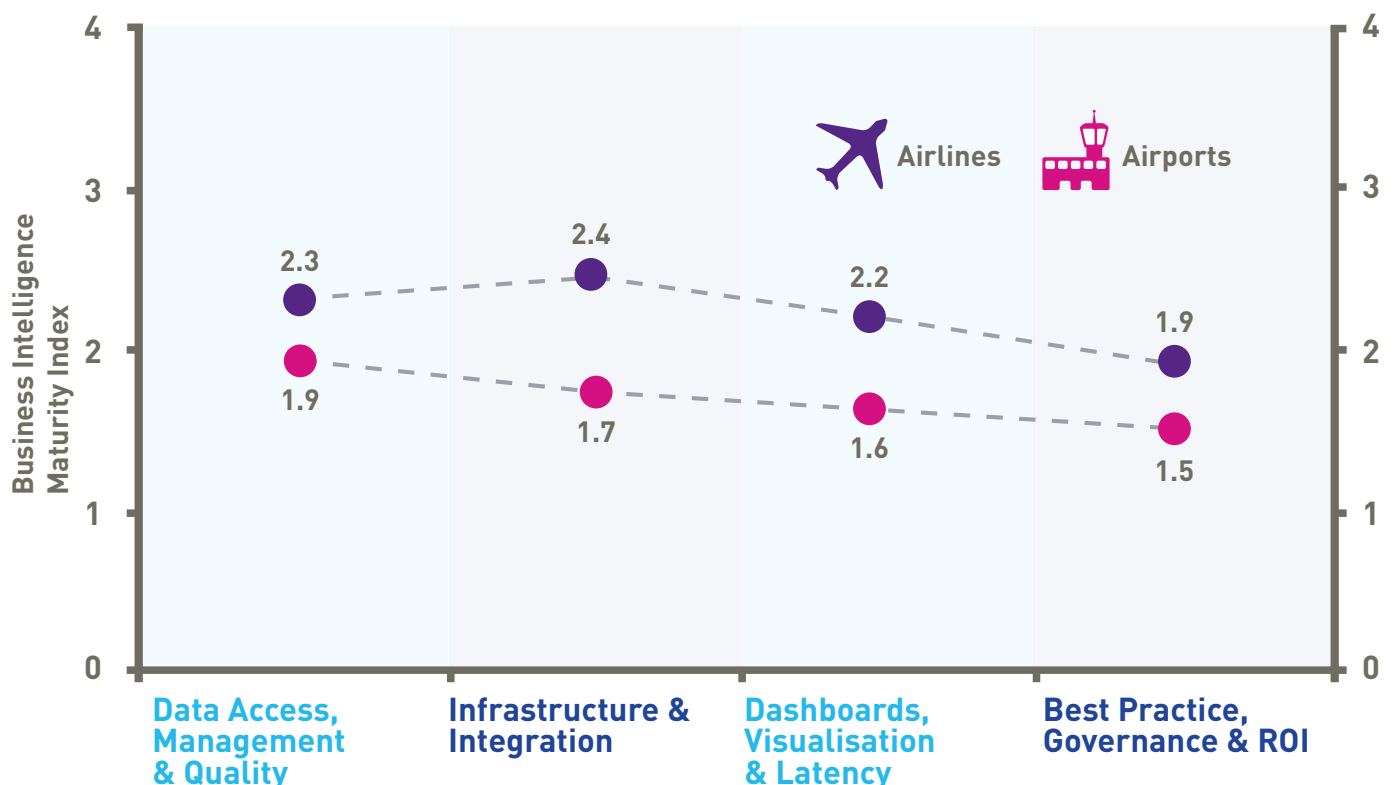 4
4
Airlines
Airports
3
3
Business Intelligence
Maturity Index
2.3
2.4
2.2
1.9
2
2
1.9
1.7
1.6
1.5
1
1
0
0
Data Access,
Management
& Quality
Infrastructure &
Integration
Dashboards,
Visualisation
& Latency
Best Practice,
Governance & ROI